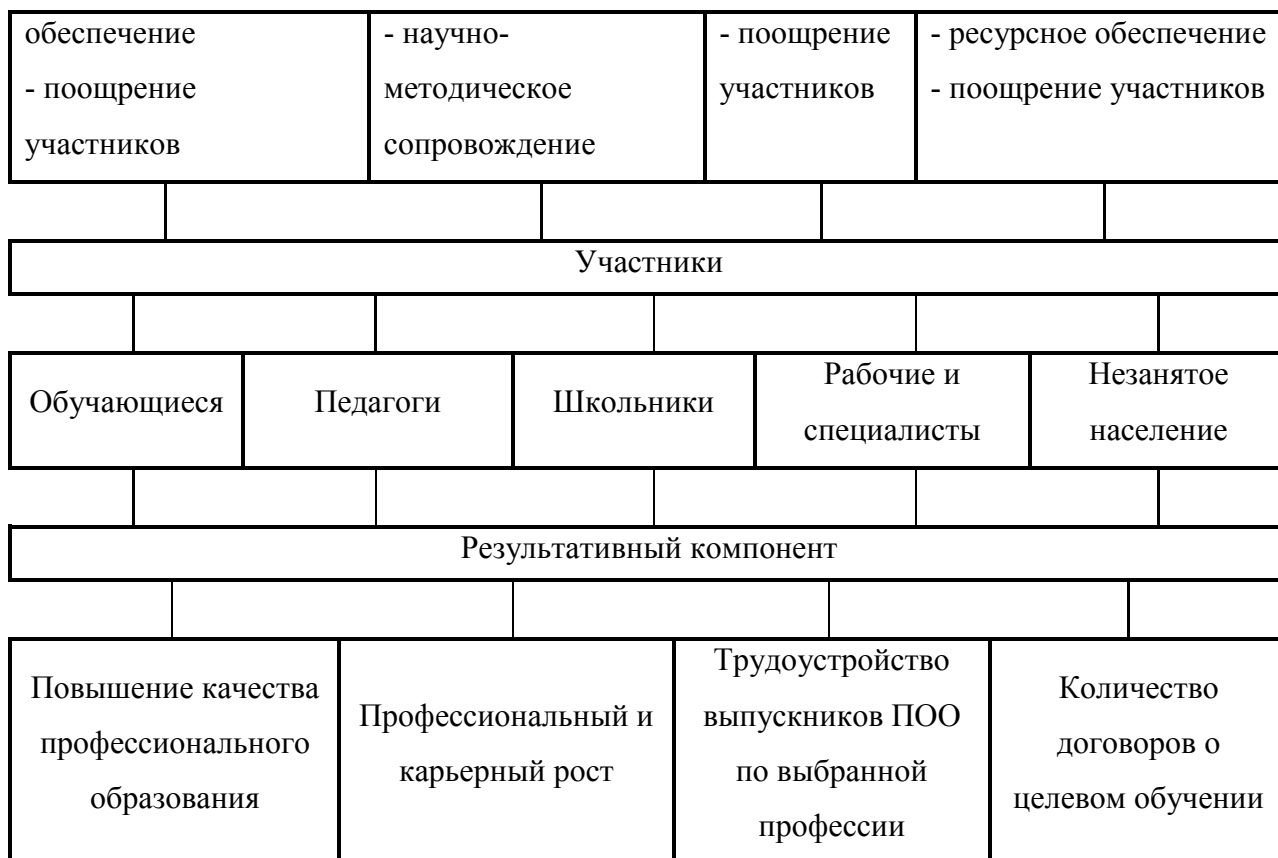 обеспечение
- поощрение
участников
- научно-
методическое
сопровождение
- поощрение
участников
- ресурсное обеспечение
- поощрение участников
Участники
Обучающиеся
Педагоги
Школьники
Рабочие и
специалисты
Незанятое
население
Результативный компонент
Повышение качества
профессионального
образования
Профессиональный и
карьерный рост
Трудоустройство
выпускников ПОО
по выбранной
профессии
Количество
договоров о
целевом обучении